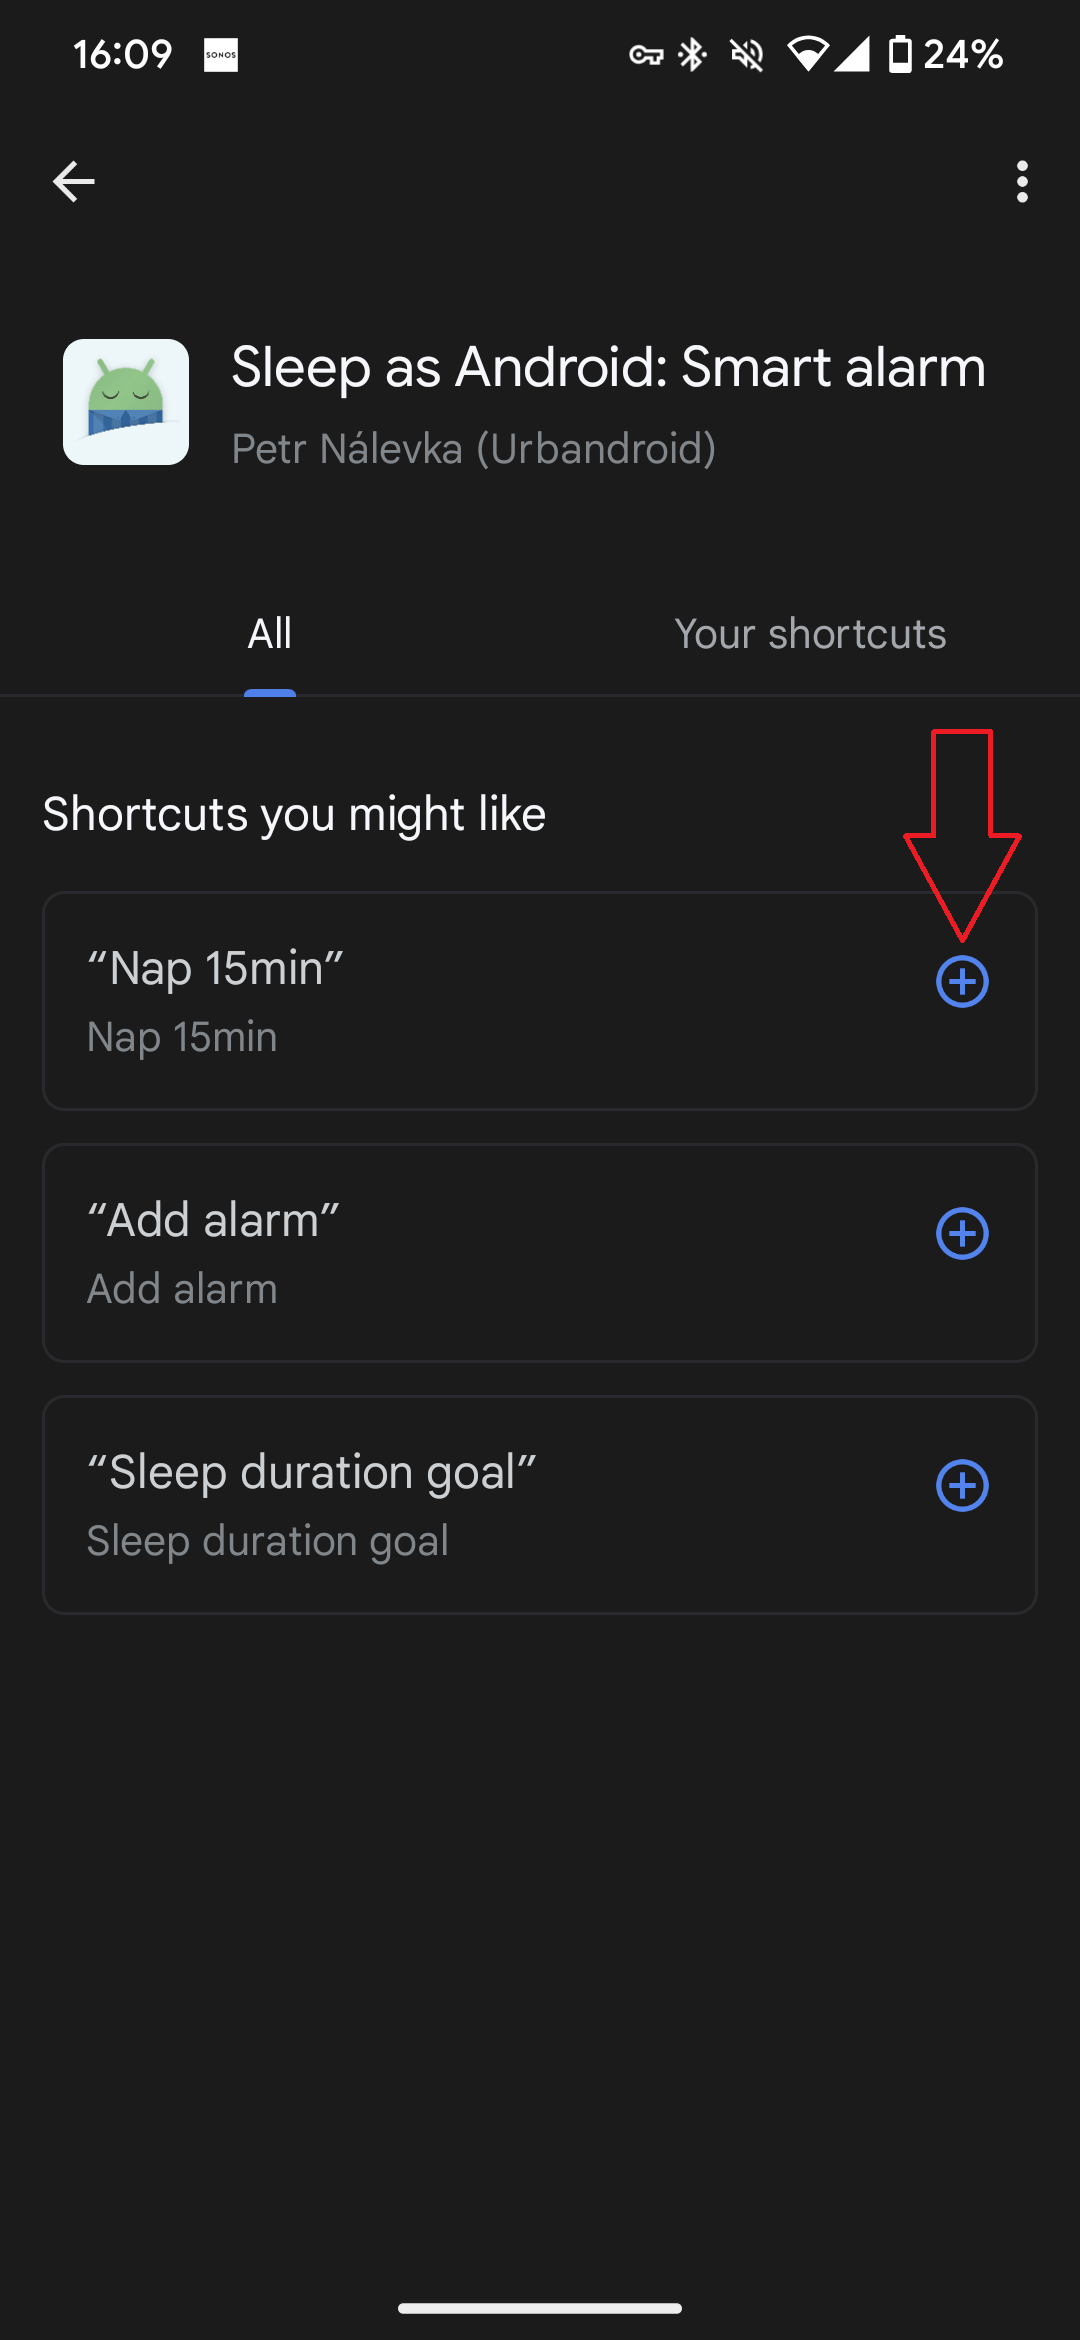 16:09 SONOS 24%
Sleep as Android: Smart alarm
Petr Nálevka (Urbandroid)
All Your shortcuts
Shortcuts you might like
“Nap 15min”
Nap 15min
“Add alarm”
Add alarm
“Sleep duration goal”
Sleep duration goal